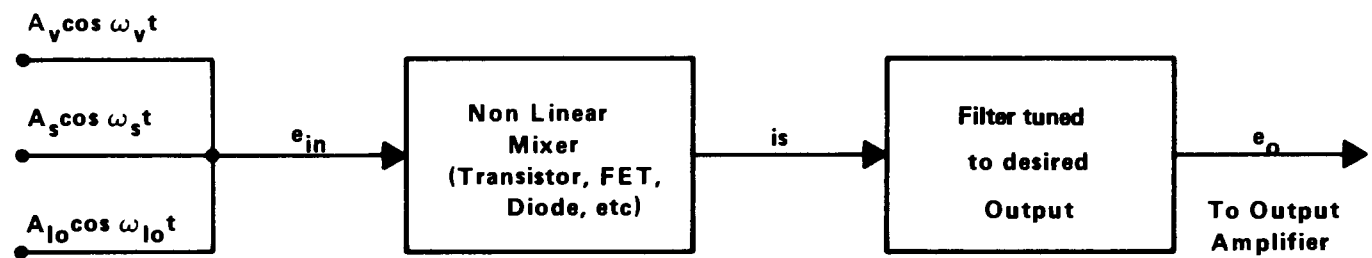 A_v cos ω_v t
A_s cos ω_s t
A_lo cos ω_lo t
e_in
Non Linear
Mixer
(Transistor, FET,
Diode, etc)
is
Filter tuned
to desired
Output
e_o
To Output
Amplifier